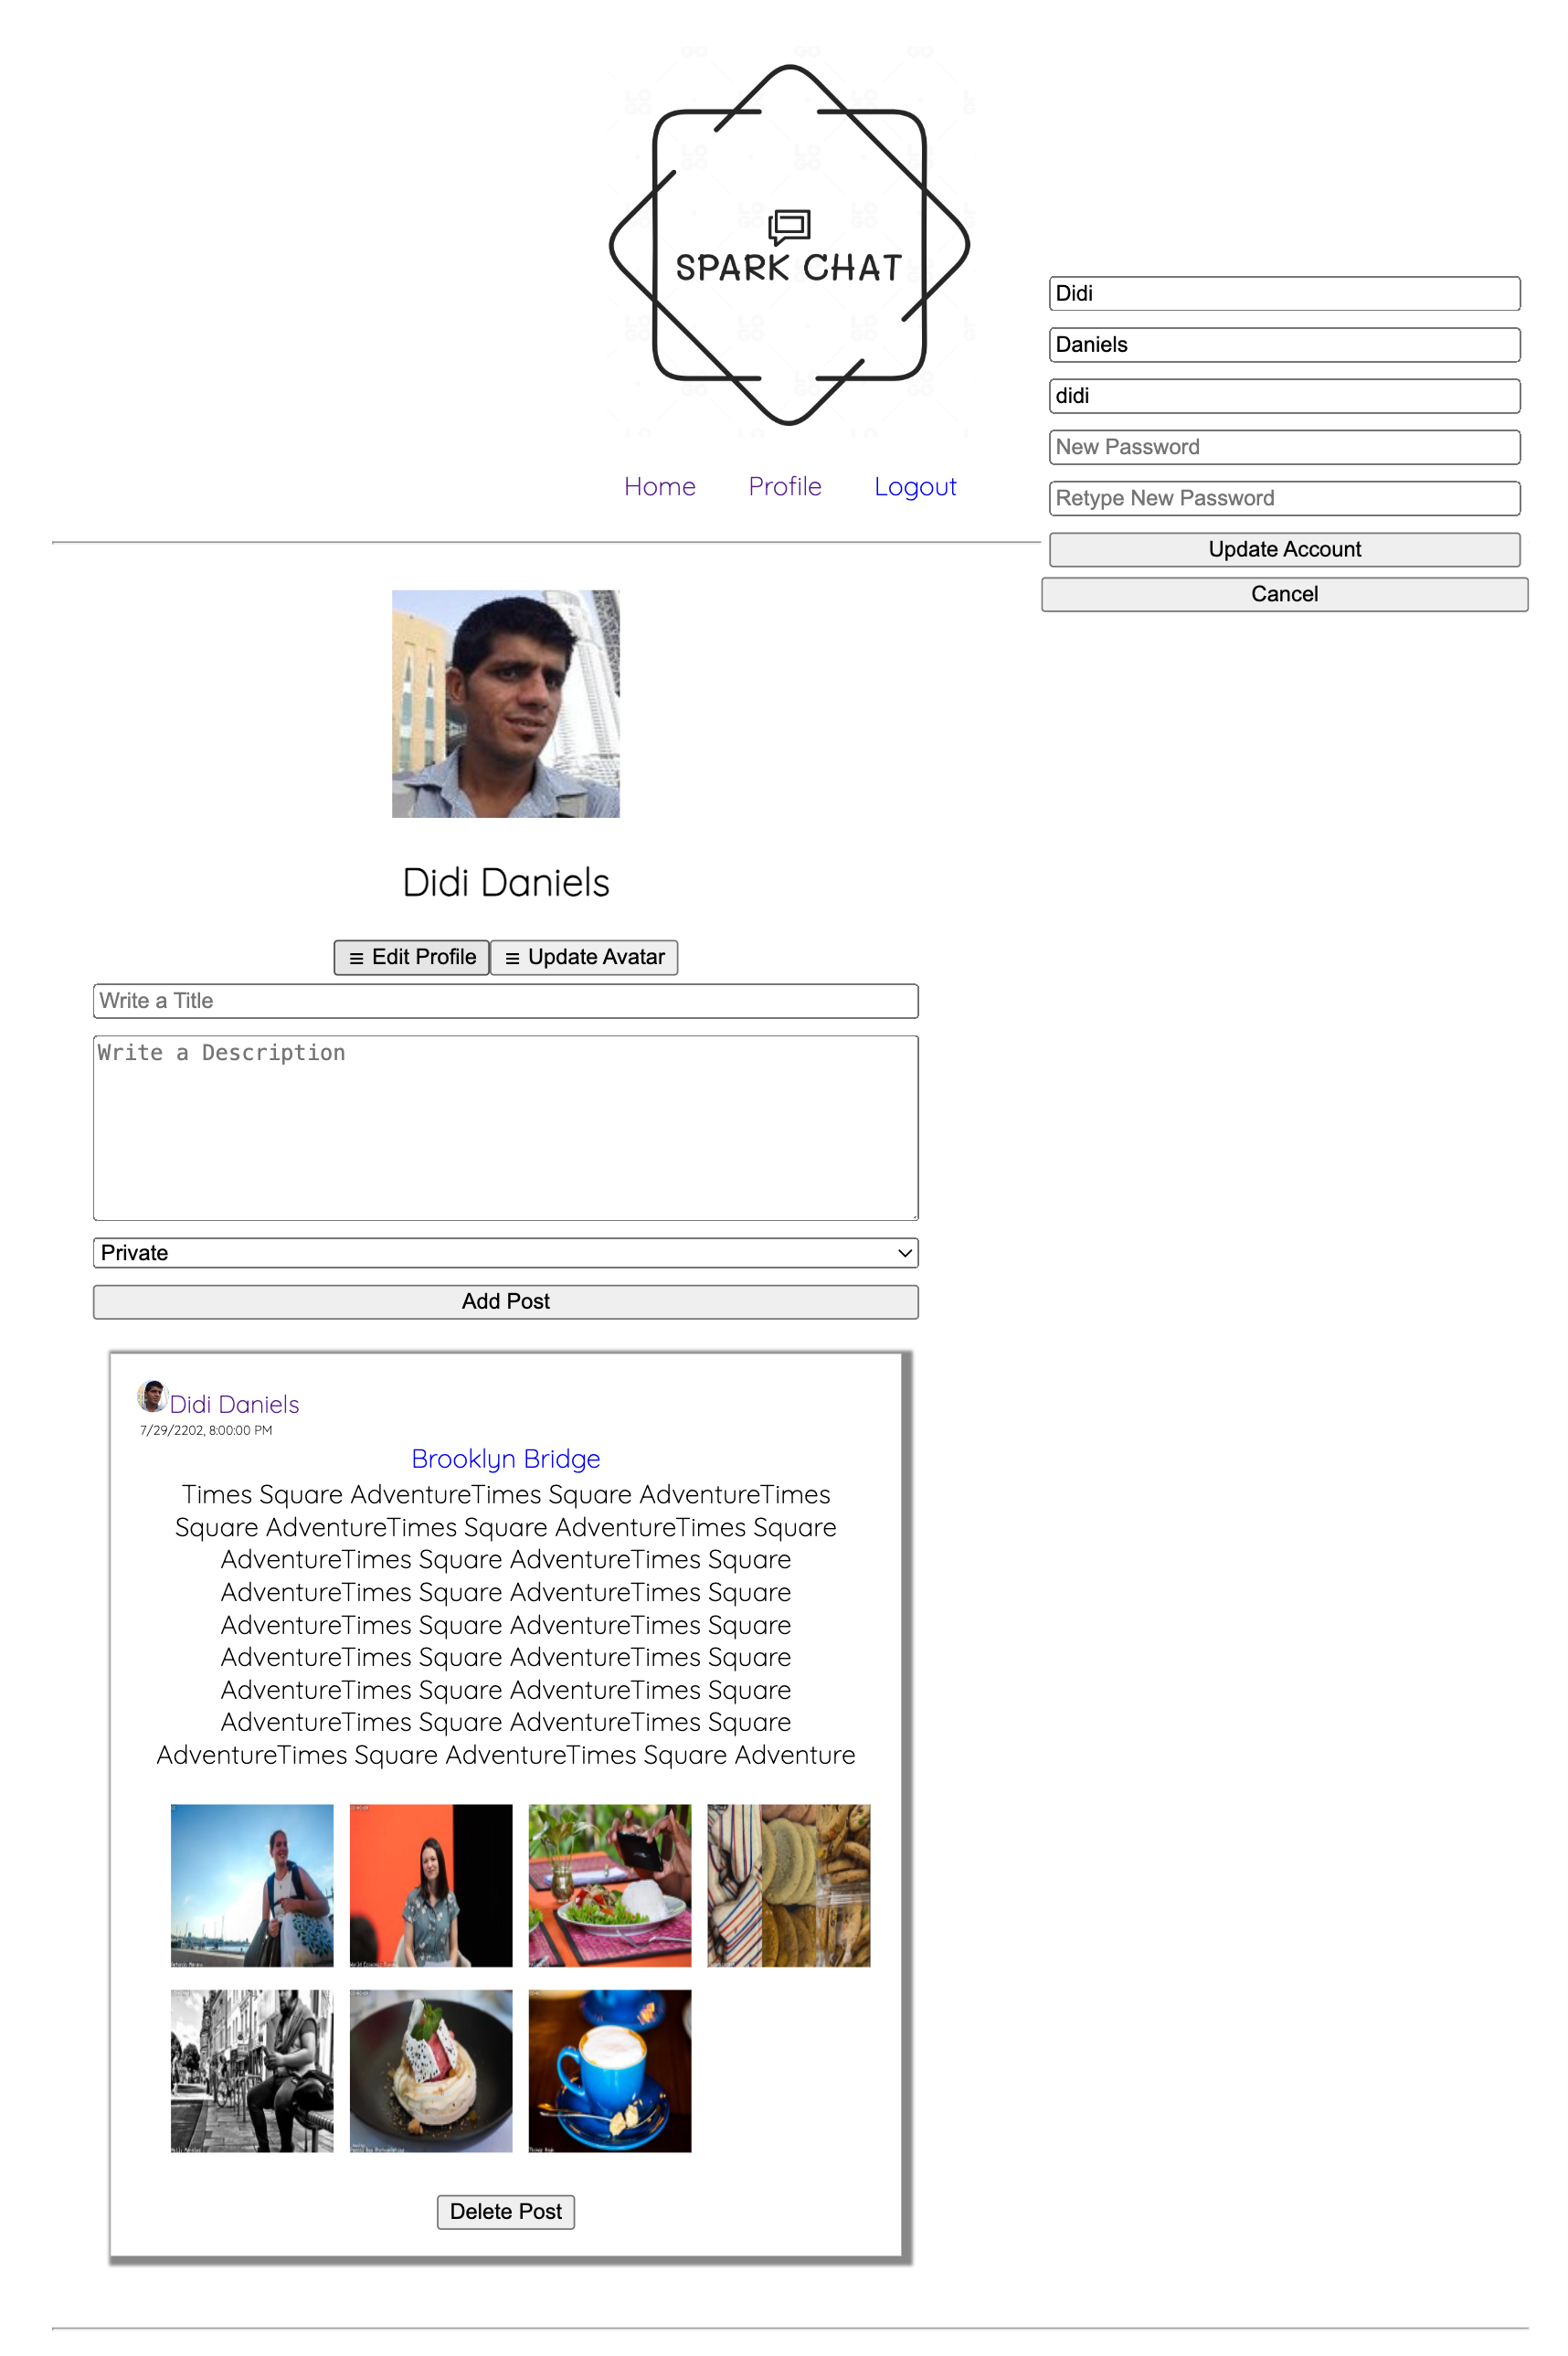 SPARK CHAT
Home Profile Logout
Didi
Daniels
didi
New Password
Retype New Password
Update Account
Cancel
Didi Daniels
≡ Edit Profile ≡ Update Avatar
Write a Title
Write a Description
Private
Add Post
Didi Daniels
7/29/2202, 8:00:00 PM
Brooklyn Bridge
Times Square AdventureTimes Square AdventureTimes
Square AdventureTimes Square AdventureTimes Square
AdventureTimes Square AdventureTimes Square
AdventureTimes Square AdventureTimes Square
AdventureTimes Square AdventureTimes Square
AdventureTimes Square AdventureTimes Square
AdventureTimes Square AdventureTimes Square
AdventureTimes Square AdventureTimes Square
AdventureTimes Square AdventureTimes Square Adventure
Delete Post